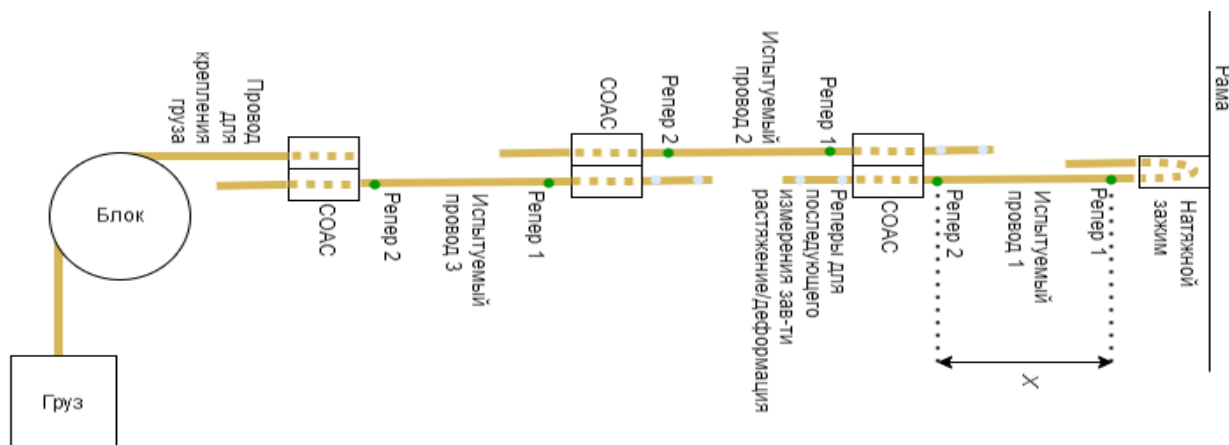 Рама
Натяжной
зажим
Репер 1
Испытуемый
провод 1
Репер 2
X
СОАС
Реперы для
последующего
измерения зав-ти
растяжение/деформация
Репер 1
Испытуемый
провод 2
Репер 2
СОАС
Репер 1
Испытуемый
провод 3
Репер 2
СОАС
Провод
для
крепления
груза
Блок
Груз